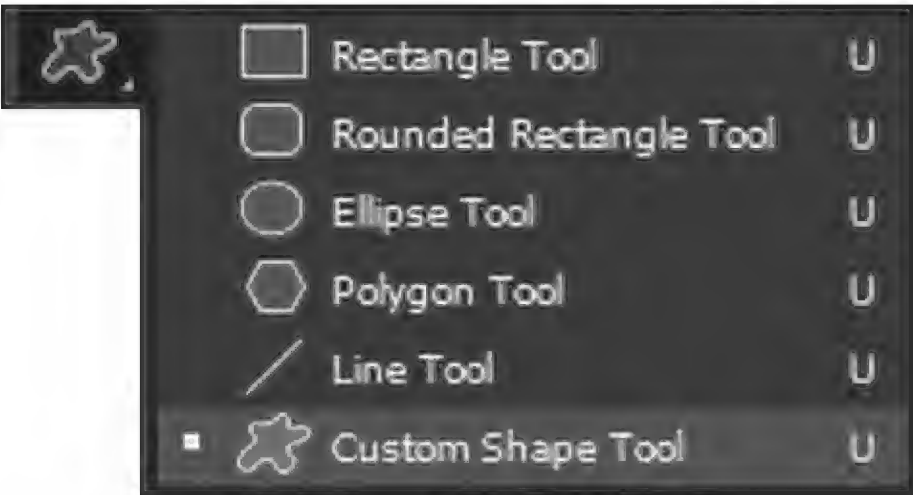 Rectangle Tool U
Rounded Rectangle Tool U
Ellipse Tool U
Polygon Tool U
Line Tool U
Custom Shape Tool U